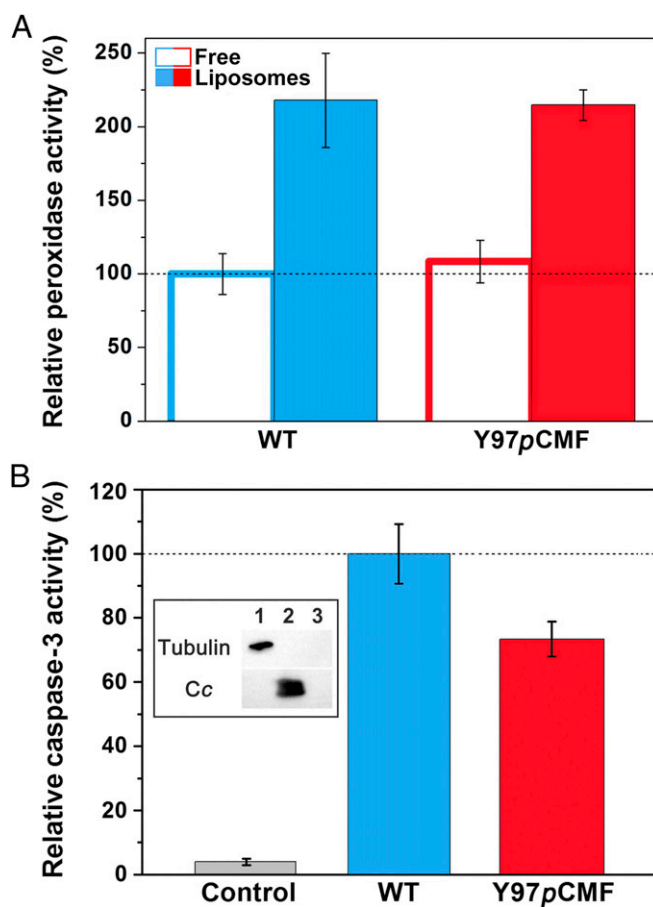 A
Relative peroxidase activity (%)
250
200
150
100
50
0
Free
Liposomes
WT
Y97pCMF
B
Relative caspase-3 activity (%)
120
100
80
60
40
20
0
1 2 3
Tubulin
Cc
Control
WT
Y97pCMF